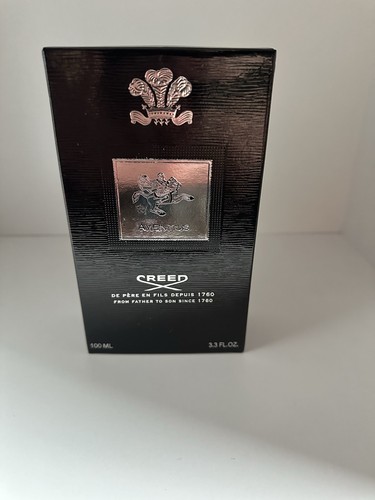 AVENTUS
CREED
DE PÈRE EN FILS DEPUIS 1760
FROM FATHER TO SON SINCE 1760
100 ML 3.3 FL.OZ.